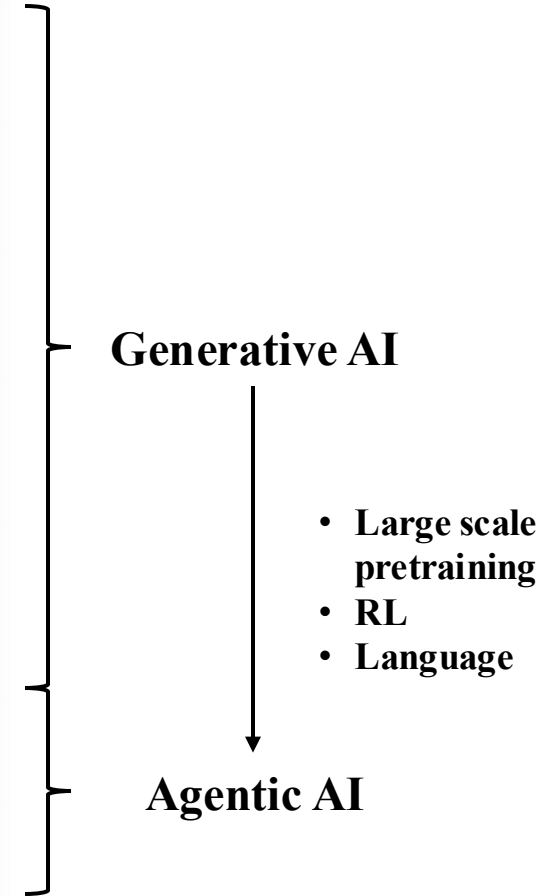 Generative AI
• Large scale
pretraining
• RL
• Language
Agentic AI